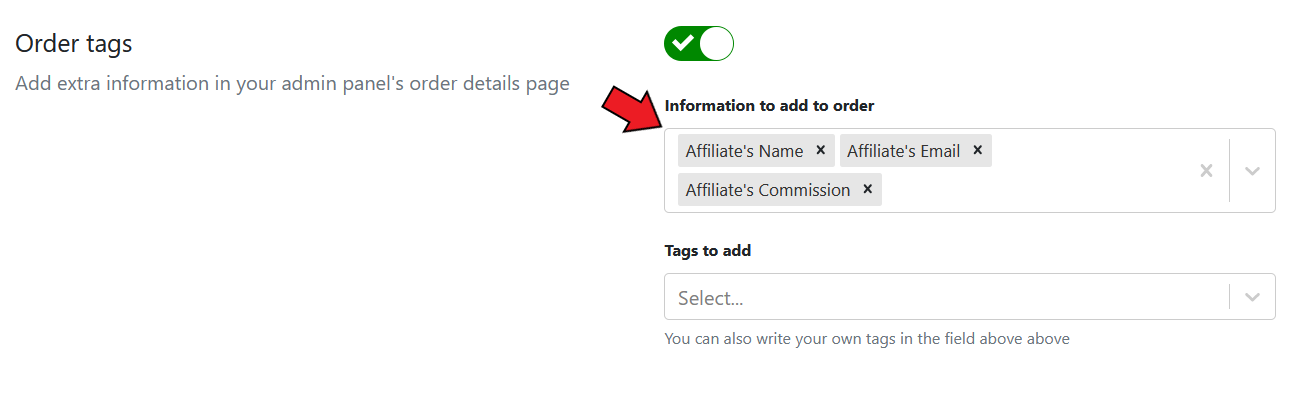 Order tags
Add extra information in your admin panel's order details page
Information to add to order
Affiliate's Name × Affiliate's Email ×
Affiliate's Commission ×
Tags to add
Select...
You can also write your own tags in the field above above